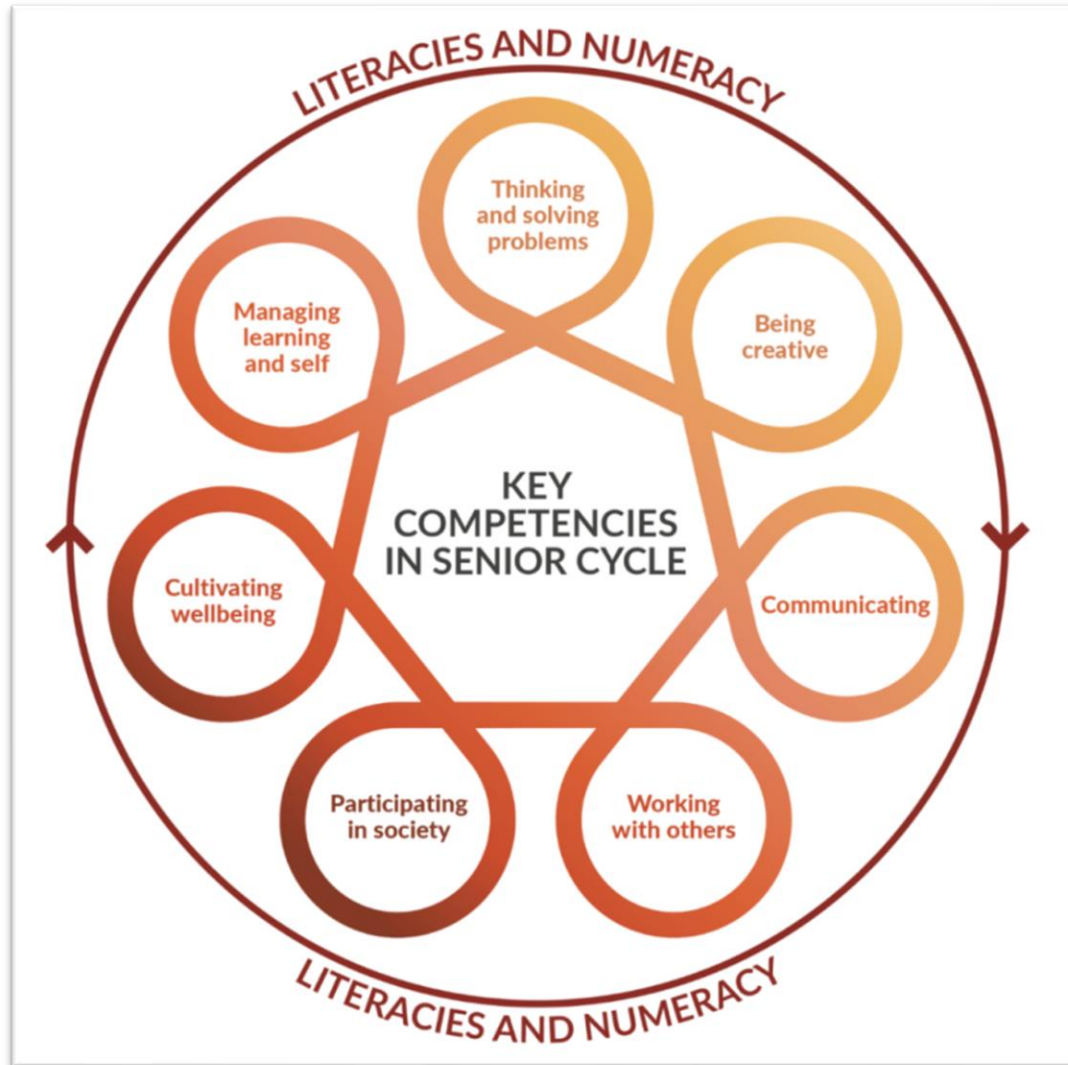 LITERACIES AND NUMERACY
Thinking
and solving
problems
Being
creative
Communicating
Working
with others
Participating
in society
Cultivating
wellbeing
Managing
learning
and self
KEY
COMPETENCIES
IN SENIOR CYCLE
LITERACIES AND NUMERACY